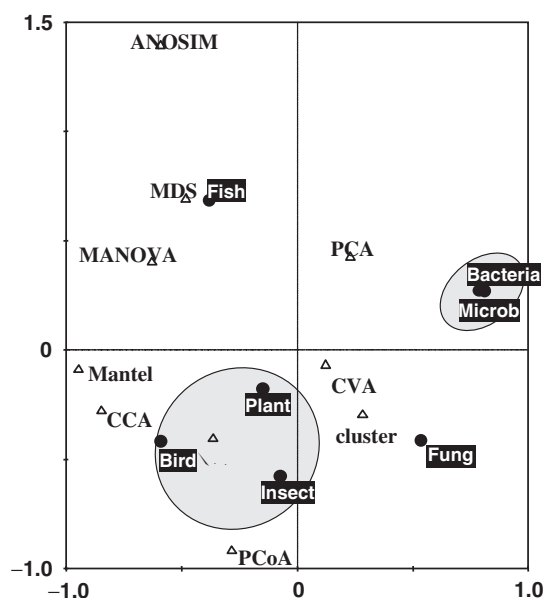 1.5
ANOSIM
MDS Fish
MANOVA
PCA
Bacteria
Microb
0
Mantel
CVA
Plant
CCA
cluster
Bird
Fung
Insect
PCoA
−1.0
−1.0
0
1.0